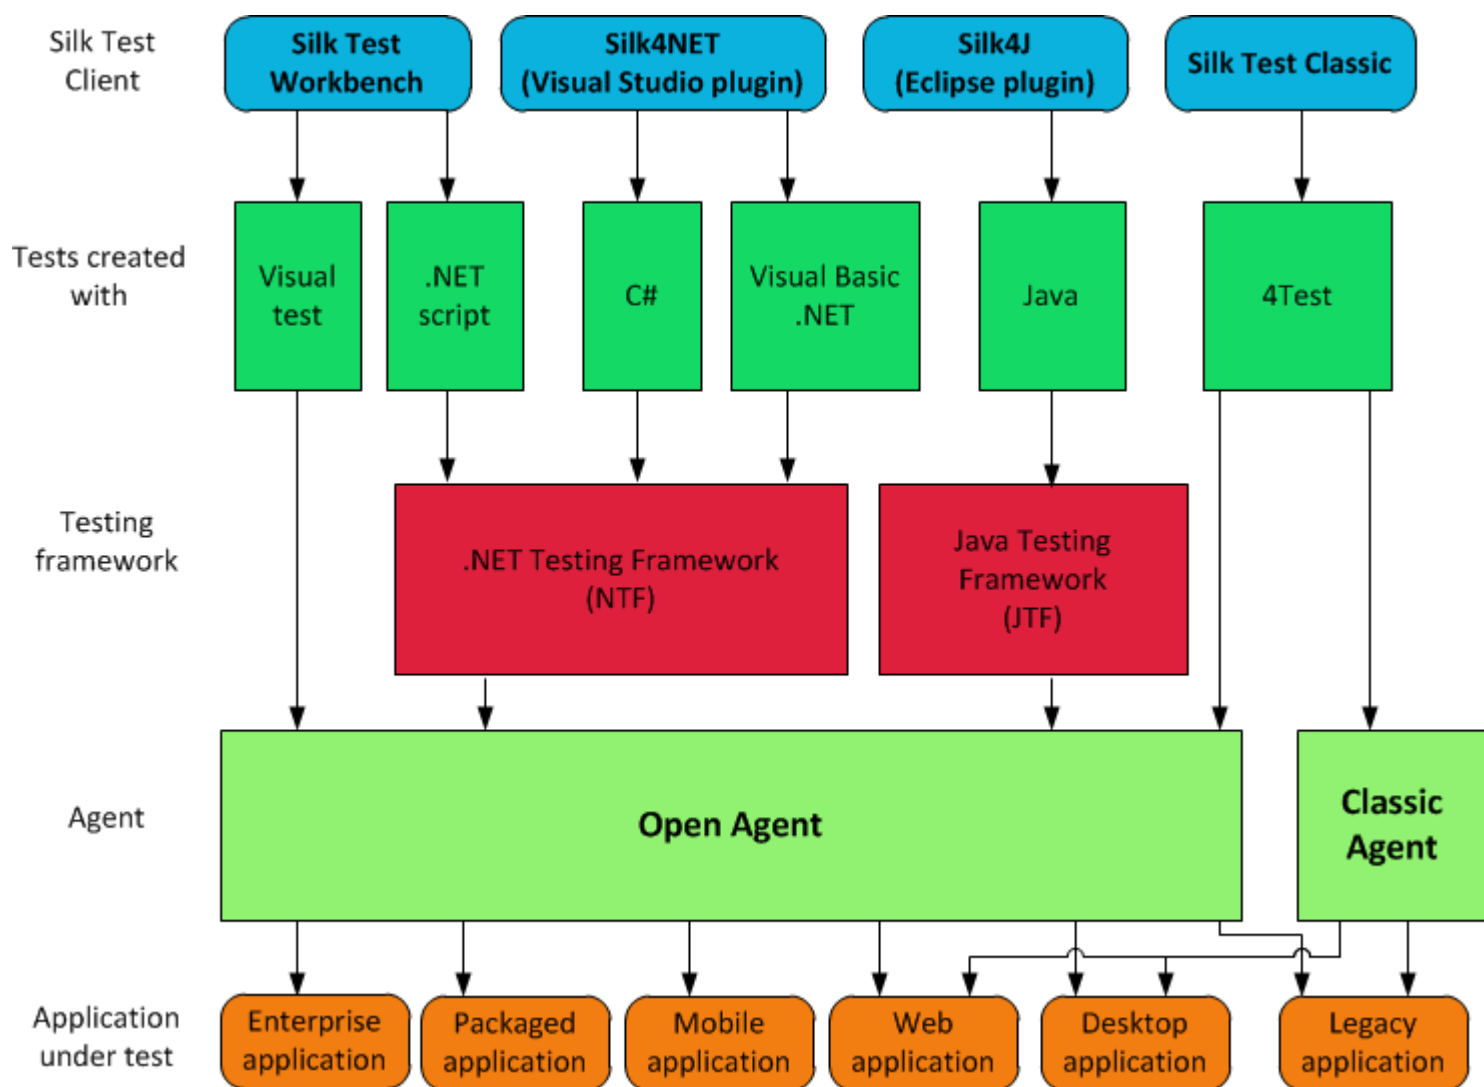 Silk Test
Client
Silk Test
Workbench
Silk4NET
(Visual Studio plugin)
Silk4J
(Eclipse plugin)
Silk Test Classic
Tests created
with
Visual
test
.NET
script
C#
Visual Basic
.NET
Java
4Test
Testing
framework
.NET Testing Framework
(NTF)
Java Testing
Framework
(JTF)
Agent
Open Agent
Classic
Agent
Application
under test
Enterprise
application
Packaged
application
Mobile
application
Web
application
Desktop
application
Legacy
application